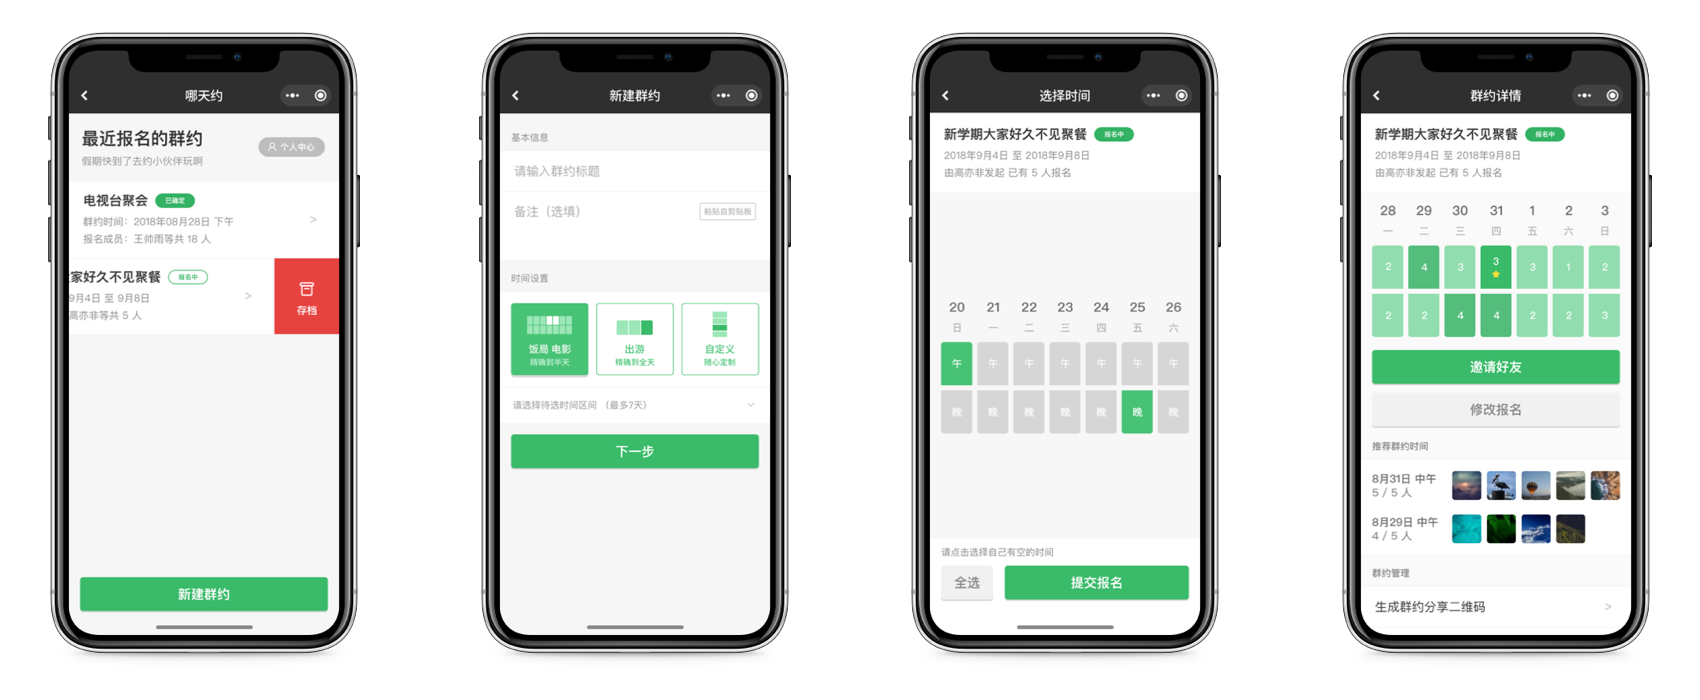 哪天约
最近报名的群约
个人中心
假期快到了去约小伙伴玩啊
电视台聚会 已确定
群约时间：2018年08月28日 下午
报名成员：王帅雨等共 18 人
家好久不见聚餐 报名中
9月4日 至 9月8日
高亦非等共 5 人
存档
新建群约
新建群约
基本信息
请输入群约标题
备注（选填） 粘贴自剪贴板
时间设置
饭局 电影 出游 自定义
精确到半天 精确到全天 随心定制
请选择待选时间区间 （最多7天）
下一步
选择时间
新学期大家好久不见聚餐 报名中
2018年9月4日 至 2018年9月8日
由高亦非发起 已有 5 人报名
20 21 22 23 24 25 26
日 一 二 三 四 五 六
午 午 午 午 午 午 午
晚 晚 晚 晚 晚 晚 晚
请点击选择自己有空的时间
全选 提交报名
群约详情
新学期大家好久不见聚餐 报名中
2018年9月4日 至 2018年9月8日
由高亦非发起 已有 5 人报名
28 29 30 31 1 2 3
一 二 三 四 五 六 日
2 4 3 3 3 1 2
2 2 4 4 2 2 3
邀请好友
修改报名
推荐群约时间
8月31日 中午
5 / 5 人
8月29日 中午
4 / 5 人
群约管理
生成群约分享二维码